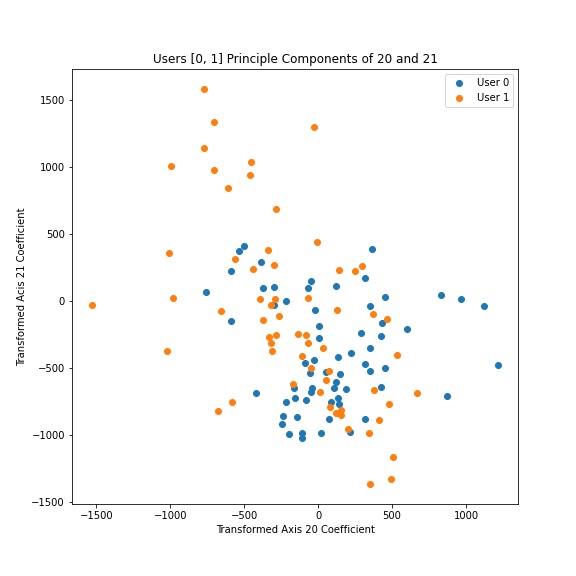 Users [0, 1] Principle Components of 20 and 21
User 0
User 1
1500
1000
500
0
−500
−1000
−1500
Transformed Acis 21 Coefficient
−1500
−1000
−500
0
500
1000
Transformed Axis 20 Coefficient